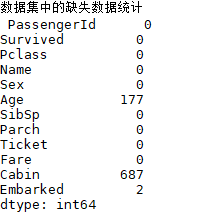 数据集中的缺失数据统计
PassengerId 0
Survived 0
Pclass 0
Name 0
Sex 0
Age 177
SibSp 0
Parch 0
Ticket 0
Fare 0
Cabin 687
Embarked 2
dtype: int64